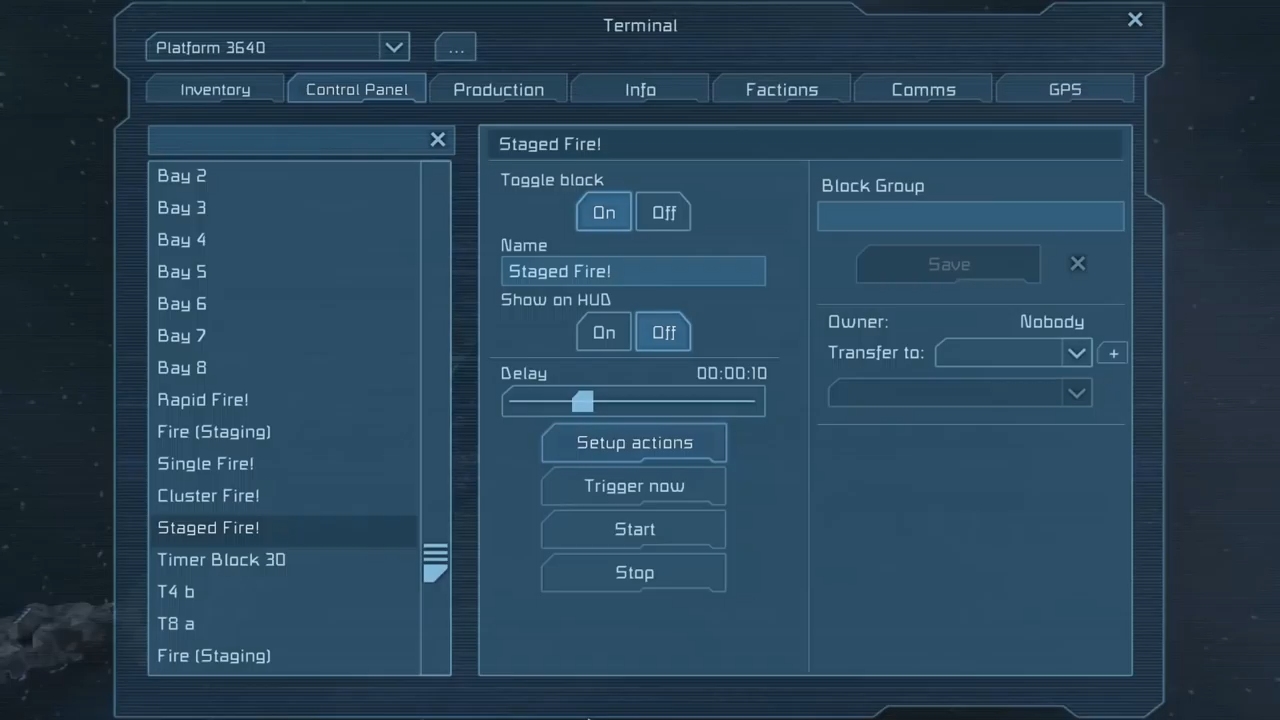 Terminal
Platform 3640
...
Inventory
Control Panel
Production
Info
Factions
Comms
GPS
Bay 2
Bay 3
Bay 4
Bay 5
Bay 6
Bay 7
Bay 8
Rapid Fire!
Fire (Staging)
Single Fire!
Cluster Fire!
Staged Fire!
Timer Block 30
T4 b
T8 a
Fire (Staging)
Staged Fire!
Toggle block
On Off
Name
Staged Fire!
Show on HUD
On Off
Delay 00:00:10
Setup actions
Trigger now
Start
Stop
Block Group
Save
Owner: Nobody
Transfer to: